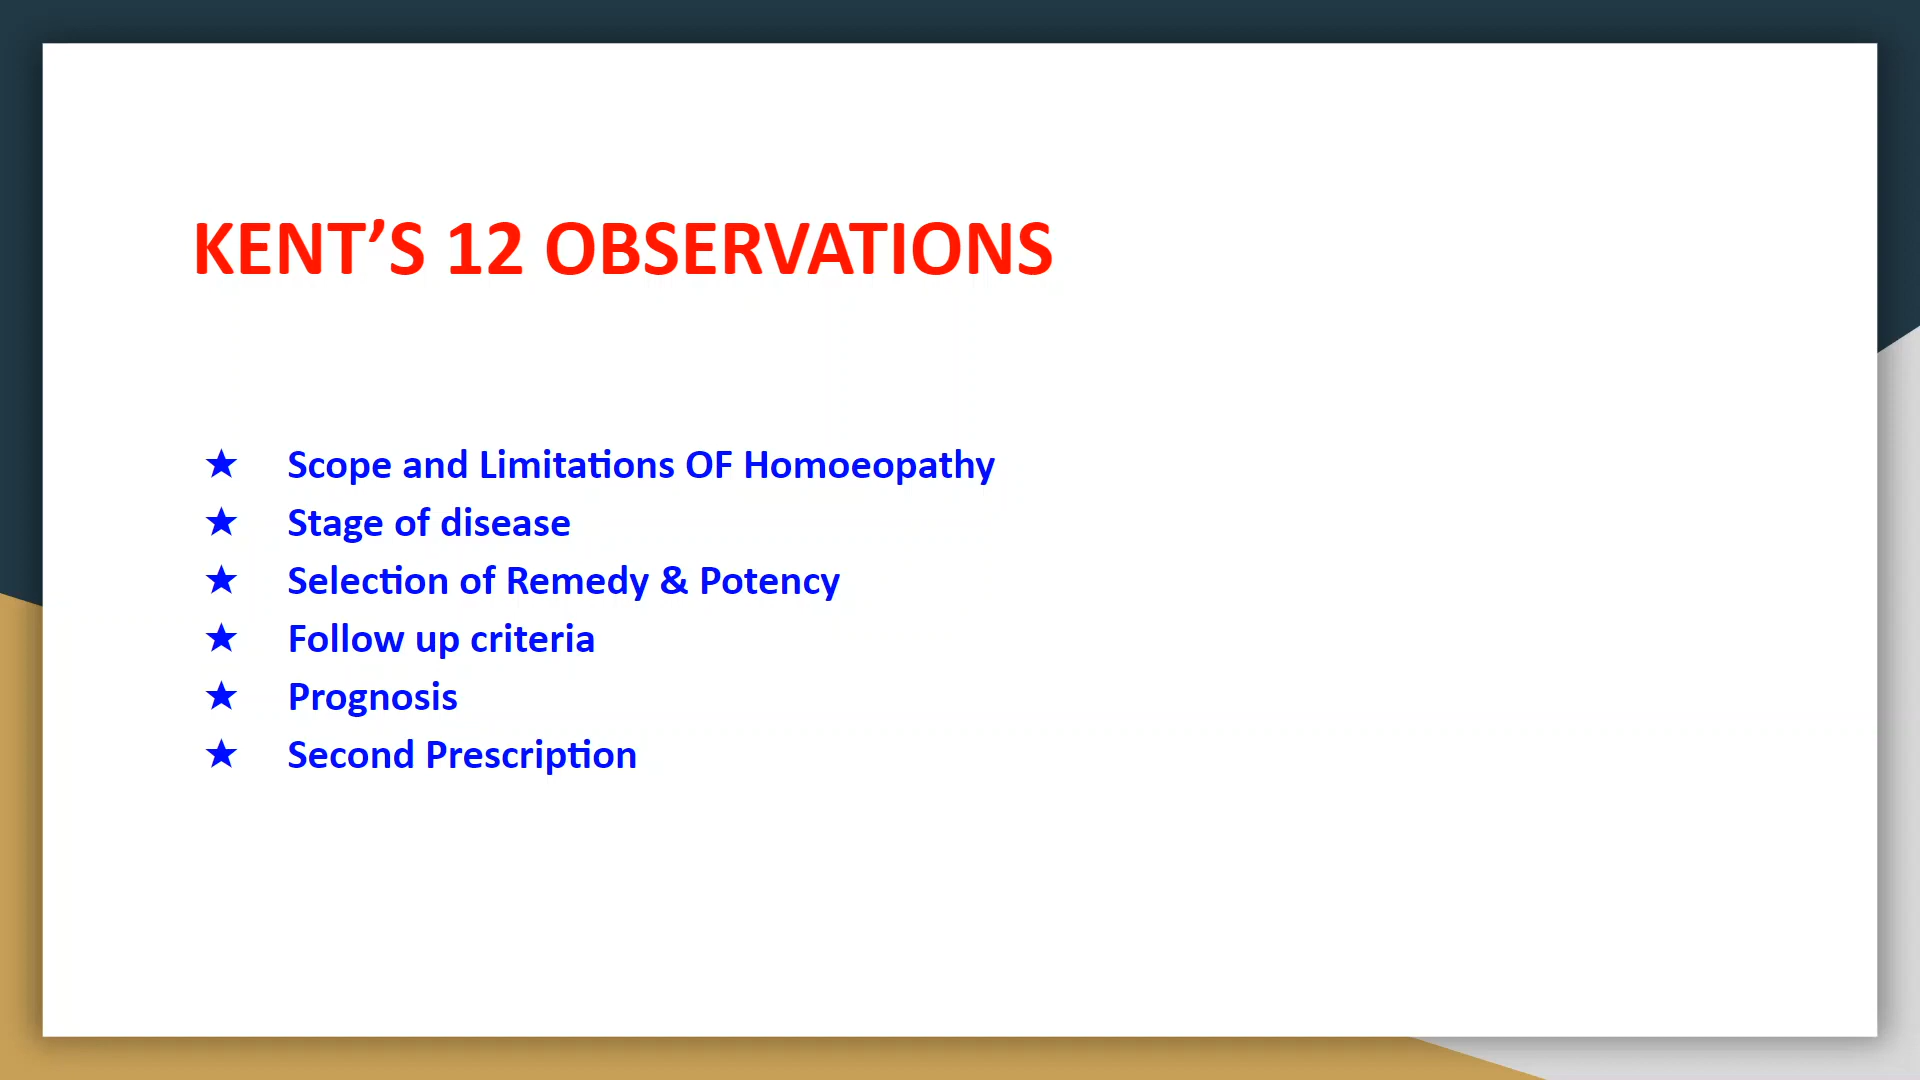 KENT’S 12 OBSERVATIONS
★ Scope and Limitations OF Homoeopathy
★ Stage of disease
★ Selection of Remedy & Potency
★ Follow up criteria
★ Prognosis
★ Second Prescription